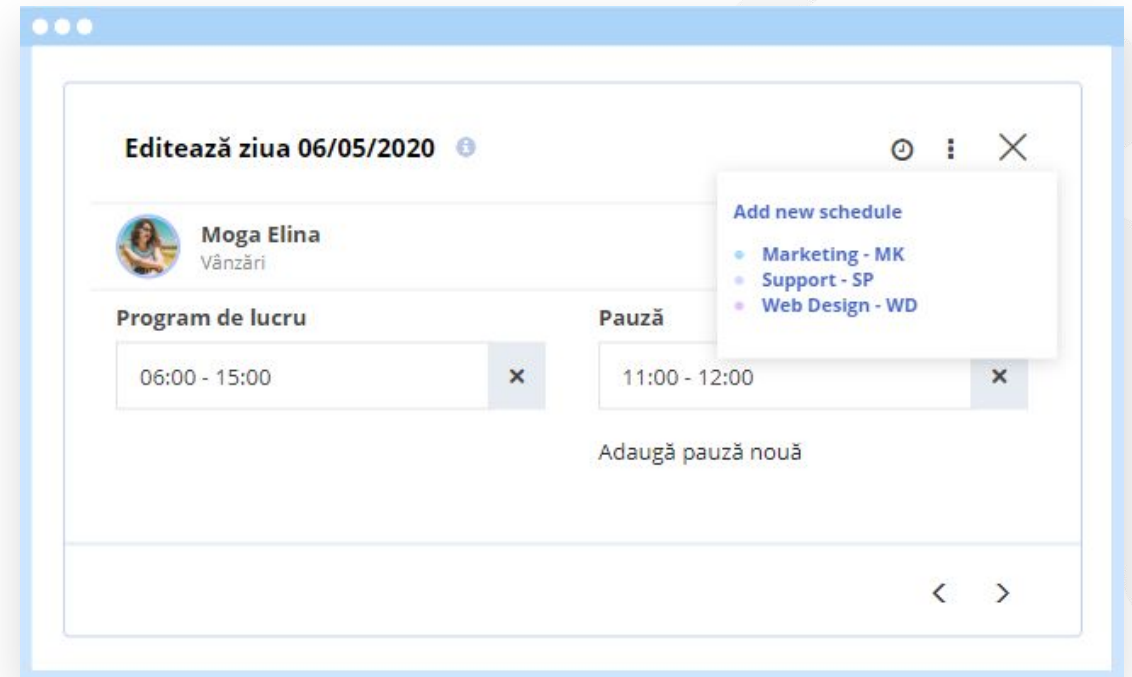 Editează ziua 06/05/2020
Add new schedule
Moga Elina
Vânzări
Marketing - MK
Support - SP
Web Design - WD
Program de lucru
Pauză
06:00 - 15:00
11:00 - 12:00
Adaugă pauză nouă